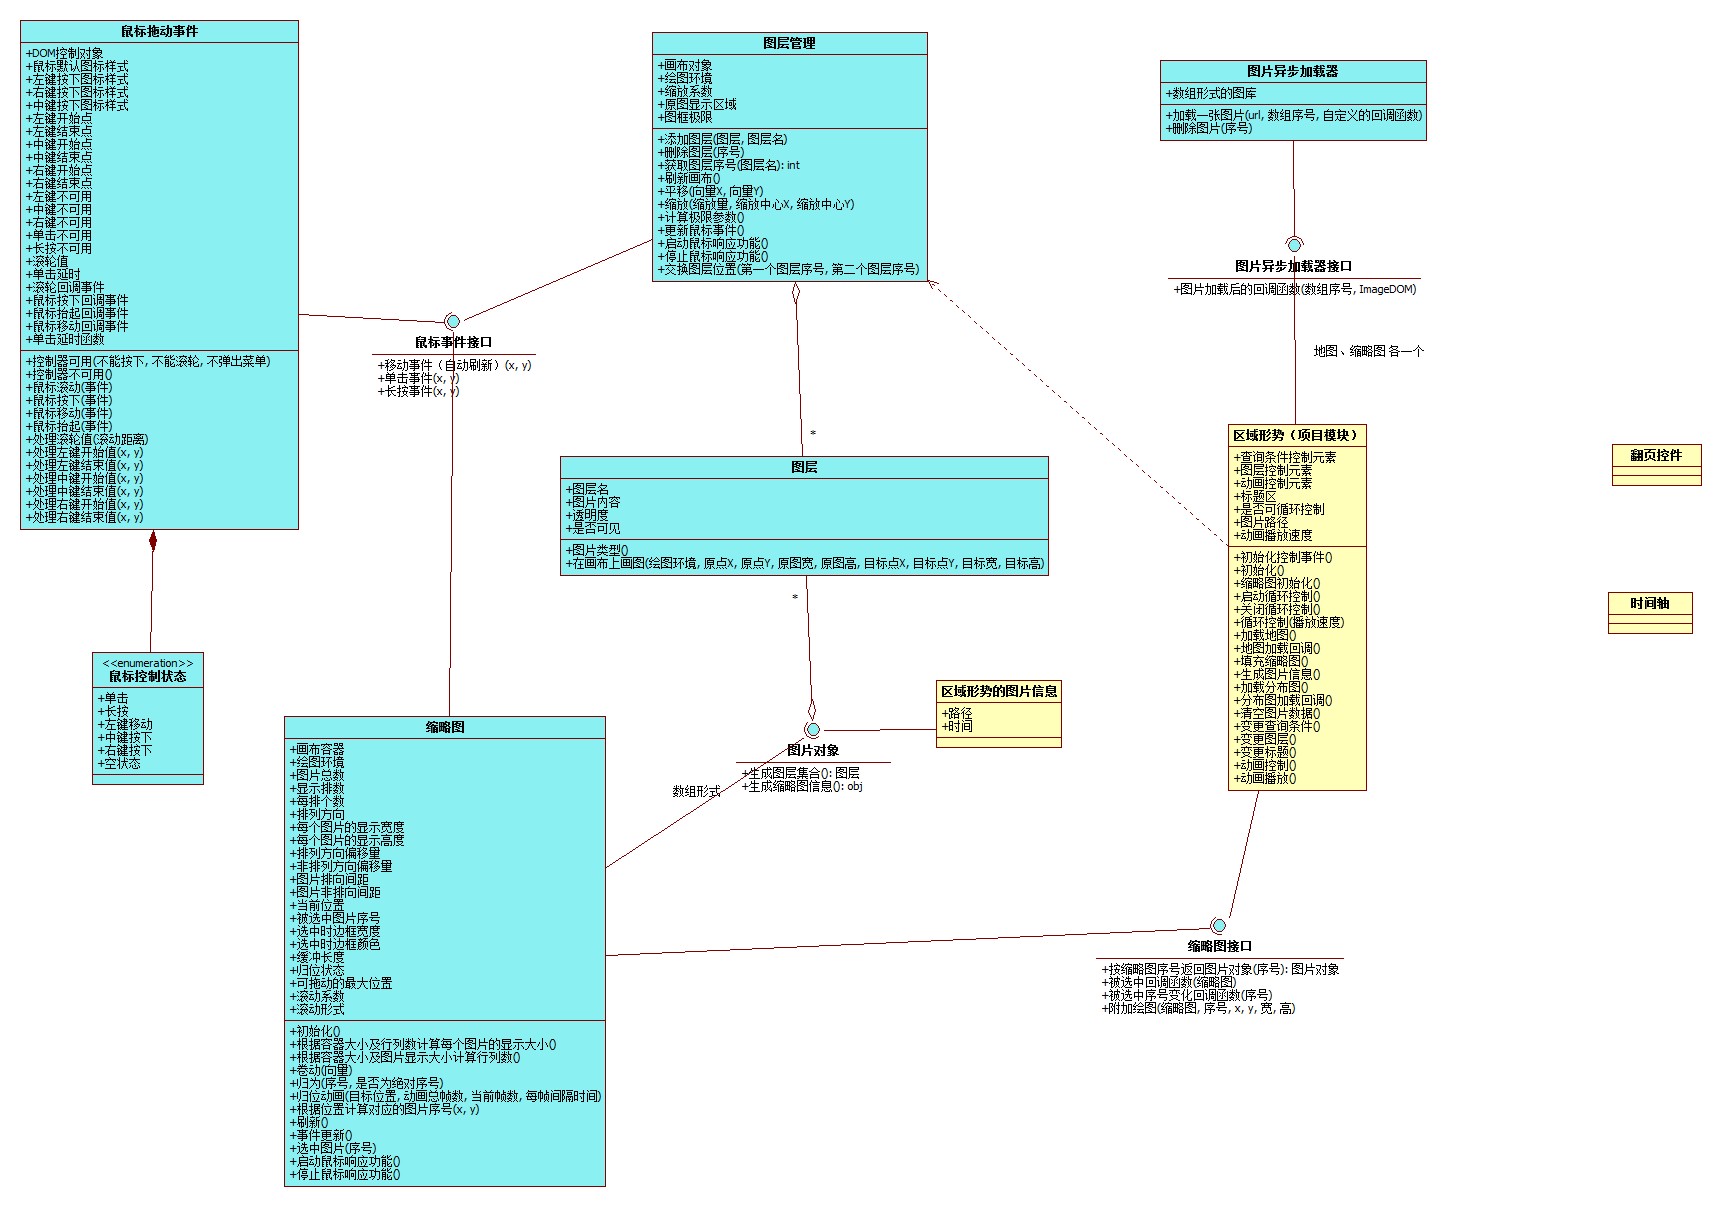 鼠标拖动事件
+DOM控制对象
+鼠标默认图标样式
+左键按下图标样式
+右键按下图标样式
+中键按下图标样式
+左键开始点
+左键结束点
+中键开始点
+中键结束点
+右键开始点
+右键结束点
+左键不可用
+中键不可用
+右键不可用
+单击不可用
+长按不可用
+滚轮值
+单击延时
+滚轮回调事件
+鼠标按下回调事件
+鼠标抬起回调事件
+鼠标移动回调事件
+单击延时函数
+控制器可用(不能按下, 不能滚轮, 不弹出菜单)
+控制器不可用()
+鼠标滚动(事件)
+鼠标按下(事件)
+鼠标移动(事件)
+鼠标抬起(事件)
+处理滚轮值(滚动距离)
+处理左键开始值(x, y)
+处理左键结束值(x, y)
+处理中键开始值(x, y)
+处理中键结束值(x, y)
+处理右键开始值(x, y)
+处理右键结束值(x, y)
<<enumeration>>
鼠标控制状态
+单击
+长按
+左键移动
+中键按下
+右键按下
+空状态
图层管理
+画布对象
+绘图环境
+缩放系数
+原图显示区域
+图框极限
+添加图层(图层, 图层名)
+删除图层(序号)
+获取图层序号(图层名): int
+刷新画布()
+平移(向量X, 向量Y)
+缩放(缩放量, 缩放中心X, 缩放中心Y)
+计算极限参数()
+更新鼠标事件()
+启动鼠标响应功能()
+停止鼠标响应功能()
+交换图层位置(第一个图层序号, 第二个图层序号)
鼠标事件接口
+移动事件（自动刷新）(x, y)
+单击事件(x, y)
+长按事件(x, y)
*
图层
+图层名
+图片内容
+透明度
+是否可见
+图片类型()
+在画布上画图(绘图环境, 原点X, 原点Y, 原图宽, 原图高, 目标点X, 目标点Y, 目标宽, 目标高)
*
图片对象
+生成图层集合(): 图层
+生成缩略图信息(): obj
数组形式
区域形势的图片信息
+路径
+时间
缩略图
+画布容器
+绘图环境
+图片总数
+显示排数
+每排个数
+排列方向
+每个图片的显示宽度
+每个图片的显示高度
+排列方向偏移量
+非排列方向偏移量
+图片排向间距
+图片非排向间距
+当前位置
+被选中图片序号
+选中时边框宽度
+选中时边框颜色
+缓冲长度
+归位状态
+可拖动的最大位置
+滚动系数
+滚动形式
+初始化()
+根据容器大小及行列数计算每个图片的显示大小()
+根据容器大小及图片显示大小计算行列数()
+卷动(向量)
+归为(序号, 是否为绝对序号)
+归位动画(目标位置, 动画总帧数, 当前帧数, 每帧间隔时间)
+根据位置计算对应的图片序号(x, y)
+刷新()
+事件更新()
+选中图片(序号)
+启动鼠标响应功能()
+停止鼠标响应功能()
图片异步加载器
+数组形式的图库
+加载一张图片(url, 数组序号, 自定义的回调函数)
+删除图片(序号)
图片异步加载器接口
+图片加载后的回调函数(数组序号, ImageDOM)
地图、缩略图 各一个
区域形势（项目模块）
+查询条件控制元素
+图层控制元素
+动画控制元素
+标题区
+是否可循环控制
+图片路径
+动画播放速度
+初始化控制事件()
+初始化()
+缩略图初始化()
+启动循环控制()
+关闭循环控制()
+循环控制(播放速度)
+加载地图()
+地图加载回调()
+填充缩略图()
+生成图片信息()
+加载分布图()
+分布图加载回调()
+清空图片数据()
+变更查询条件()
+变更图层()
+变更标题()
+动画控制()
+动画播放()
缩略图接口
+按缩略图序号返回图片对象(序号): 图片对象
+被选中回调函数(缩略图)
+被选中序号变化回调函数(序号)
+附加绘图(缩略图, 序号, x, y, 宽, 高)
翻页控件
时间轴